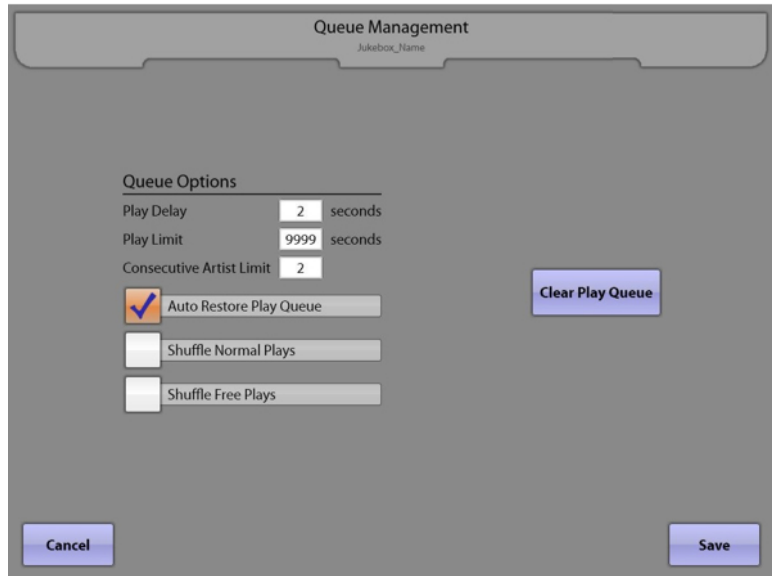 Queue Management
Jukebox_Name
Queue Options
Play Delay 2 seconds
Play Limit 9999 seconds
Consecutive Artist Limit 2
Auto Restore Play Queue
Clear Play Queue
Shuffle Normal Plays
Shuffle Free Plays
Cancel
Save